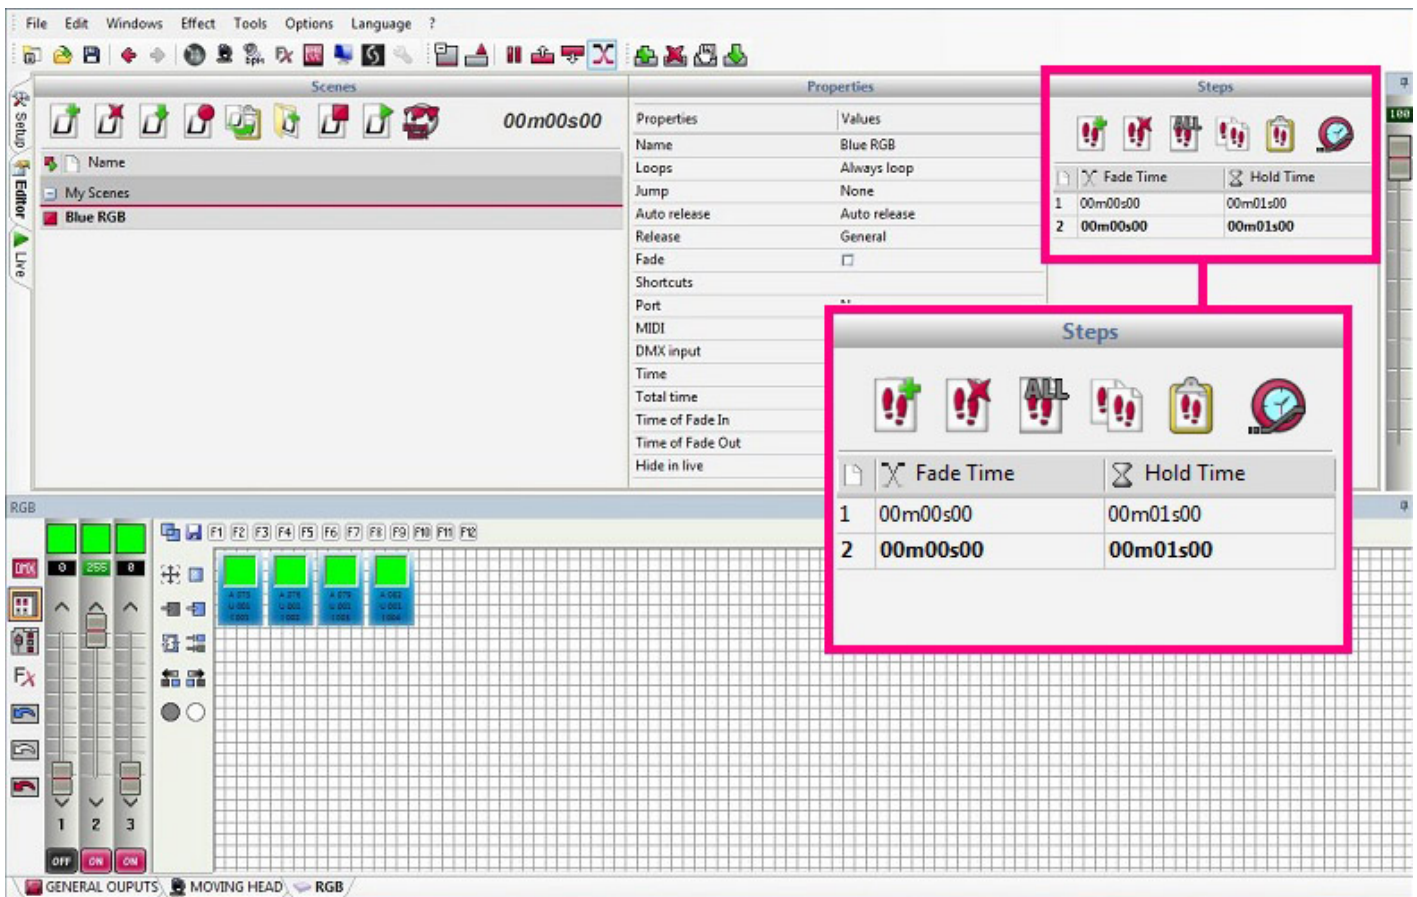 File Edit Windows Effect Tools Options Language ?
Scenes
Properties
Steps
Setup
Editor
Live
00m00s00
Name
My Scenes
Blue RGB
Properties Values
Name Blue RGB
Loops Always loop
Jump None
Auto release Auto release
Release General
Fade
Shortcuts
Port
MIDI
DMX input
Time
Total time
Time of Fade In
Time of Fade Out
Hide in live
ALL
Fade Time Hold Time
1 00m00s00 00m01s00
2 00m00s00 00m01s00
100
Steps
ALL
Fade Time Hold Time
1 00m00s00 00m01s00
2 00m00s00 00m01s00
RGB
F1 F2 F3 F4 F5 F6 F7 F8 F9 F10 F11 F12
DMX
0 255 0
FX
1 2 3
OFF ON ON
GENERAL OUPUTS MOVING HEAD RGB